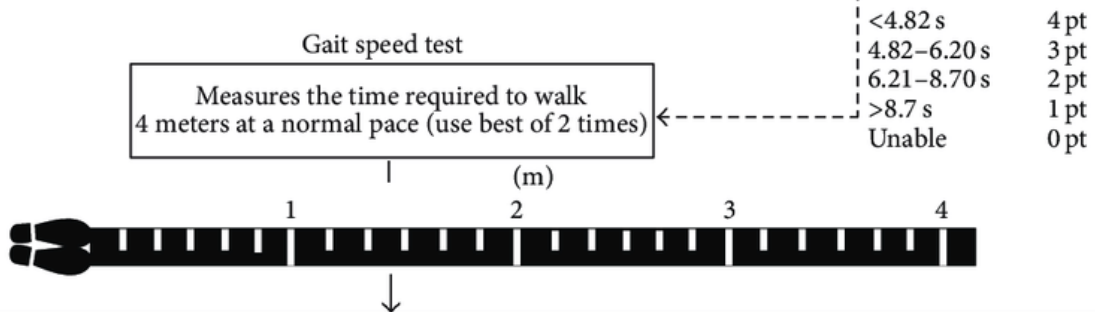 <4.82 s 4 pt
4.82–6.20 s 3 pt
6.21–8.70 s 2 pt
>8.7 s 1 pt
Unable 0 pt
Gait speed test
Measures the time required to walk
4 meters at a normal pace (use best of 2 times)
(m)
1 2 3 4